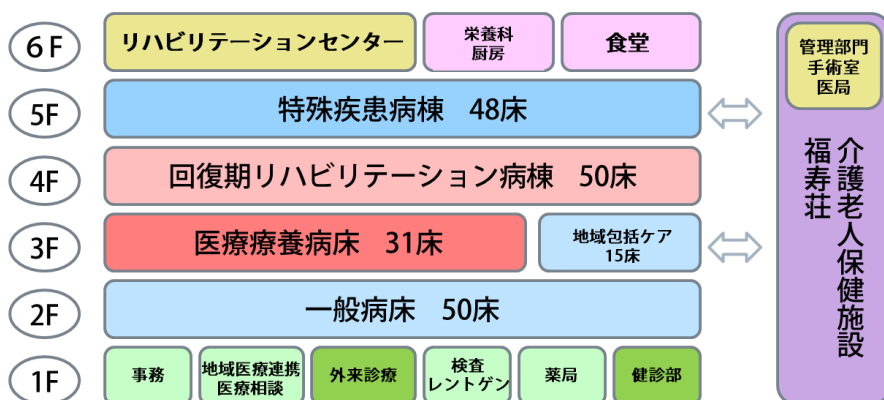 6F
リハビリテーションセンター
栄養科
厨房
食堂
5F
特殊疾患病棟 48床
4F
回復期リハビリテーション病棟 50床
3F
医療療養病床 31床
地域包括ケア
15床
2F
一般病床 50床
1F
事務
地域医療連携
医療相談
外来診療
検査
レントゲン
薬局
健診部
管理部門
手術室
医局
介護老人保健施設
福寿荘